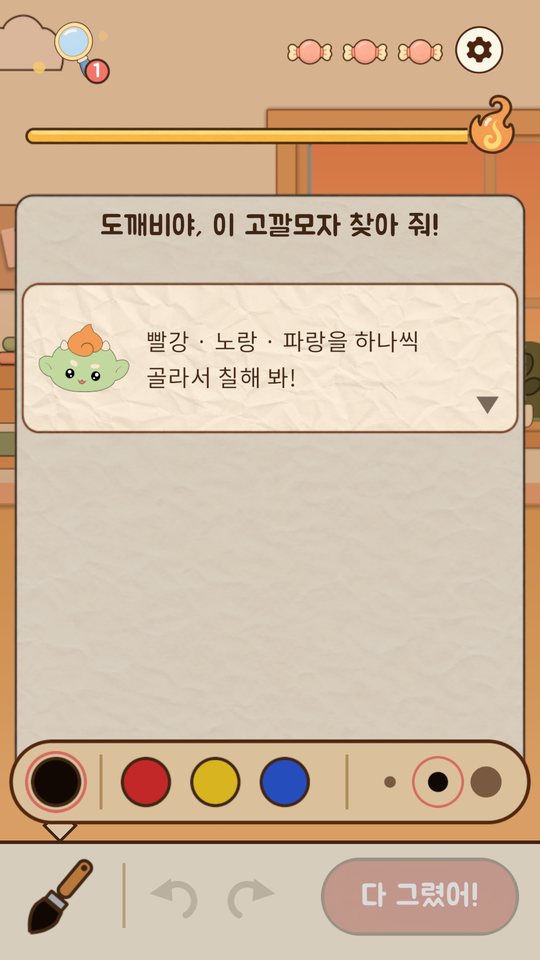 1
도깨비야, 이 고깔모자 찾아 줘!
빨강 · 노랑 · 파랑을 하나씩
골라서 칠해 봐!
다 그렸어!